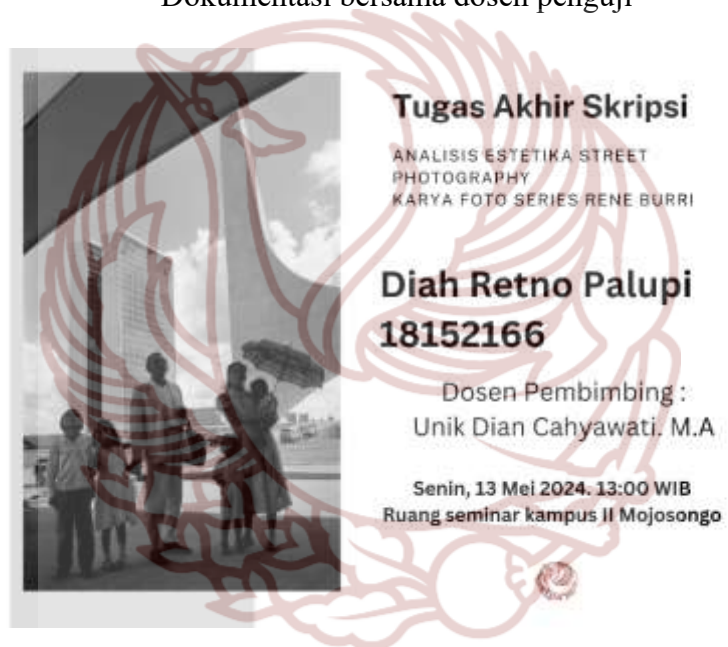 Dokumentasi bersama dosen penguji
Tugas Akhir Skripsi
ANALISIS ESTETIKA STREET
PHOTOGRAPHY
KARYA FOTO SERIES RENE BURRI
Diah Retno Palupi
18152166
Dosen Pembimbing :
Unik Dian Cahyawati. M.A
Senin, 13 Mei 2024. 13:00 WIB
Ruang seminar kampus II Mojosongo